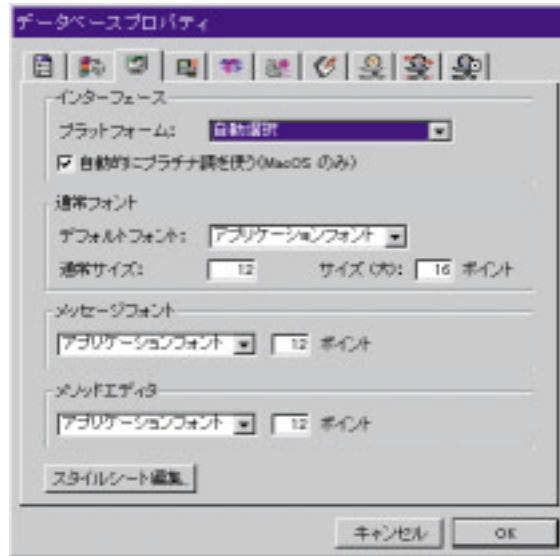 データベースプロパティ
インターフェース
プラットフォーム: 自動選択
自動的にプラチナ調を使う(MacOS のみ)
通常フォント
デフォルトフォント: アプリケーションフォント
通常サイズ: 12 サイズ(大): 16 ポイント
メッセージフォント
アプリケーションフォント 12 ポイント
メソッドエディタ
アプリケーションフォント 12 ポイント
スタイルシート編集...
キャンセル OK